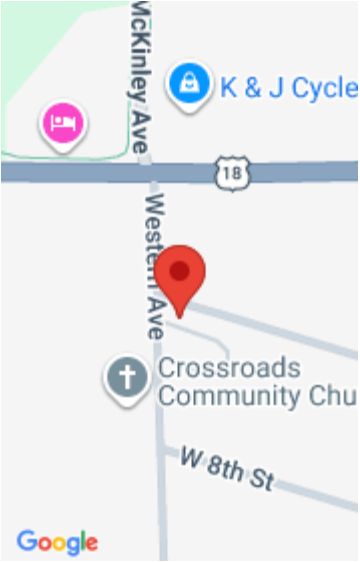 McKinley Ave
K & J Cycle
18
Western Ave
Crossroads
Community Chu
W 8th St
Google